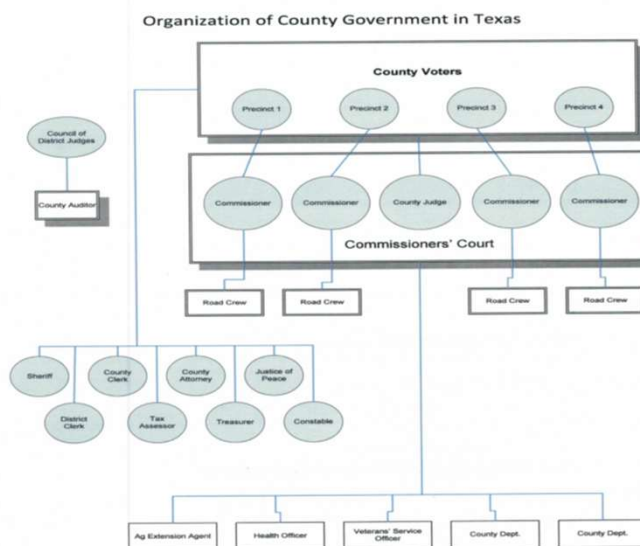 Organization of County Government in Texas
County Voters
Precinct 1
Precinct 2
Precinct 3
Precinct 4
Council of
District Judges
County Auditor
Commissioner
Commissioner
County Judge
Commissioner
Commissioner
Commissioners' Court
Road Crew
Road Crew
Road Crew
Road Crew
Sheriff
County
Clerk
County
Attorney
Justice of
Peace
District
Clerk
Tax
Assessor
Treasurer
Constable
Ag Extension Agent
Health Officer
Veterans' Service
Officer
County Dept.
County Dept.